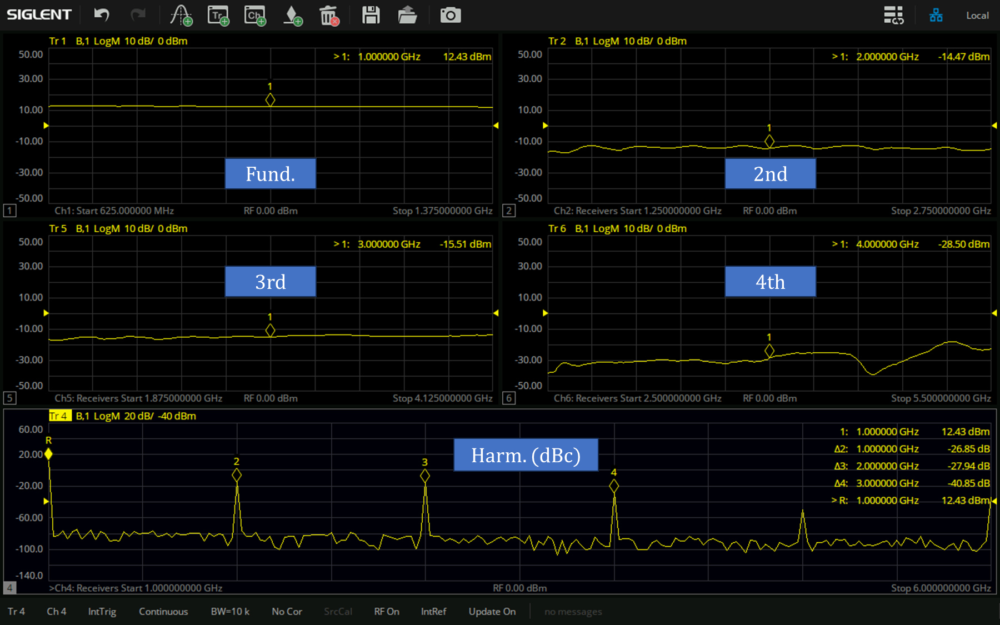 SIGLENT
Tr
Ch
Local
Tr 1 B,1 LogM 10 dB/ 0 dBm
50.00
30.00
10.00
-10.00
-30.00
-50.00
> 1: 1.000000 GHz 12.43 dBm
1
Fund.
1
Ch1: Start 625.000000 MHz RF 0.00 dBm Stop 1.375000000 GHz
Tr 2 B,1 LogM 10 dB/ 0 dBm
50.00
30.00
10.00
-10.00
-30.00
-50.00
> 1: 2.000000 GHz -14.47 dBm
1
2nd
2
Ch2: Receivers Start 1.250000000 GHz RF 0.00 dBm Stop 2.750000000 GHz
Tr 5 B,1 LogM 10 dB/ 0 dBm
50.00
30.00
10.00
-10.00
-30.00
-50.00
> 1: 3.000000 GHz -15.51 dBm
3rd
1
5
Ch5: Receivers Start 1.875000000 GHz RF 0.00 dBm Stop 4.125000000 GHz
Tr 6 B,1 LogM 10 dB/ 0 dBm
50.00
30.00
10.00
-10.00
-30.00
-50.00
> 1: 4.000000 GHz -28.50 dBm
4th
1
6
Ch6: Receivers Start 2.500000000 GHz RF 0.00 dBm Stop 5.500000000 GHz
Tr 4 B,1 LogM 20 dB/ -40 dBm
60.00
20.00
-20.00
-60.00
-100.0
-140.0
R
2
3
4
Harm. (dBc)
1: 1.000000 GHz 12.43 dBm
Δ2: 1.000000 GHz -26.85 dB
Δ3: 2.000000 GHz -27.94 dB
Δ4: 3.000000 GHz -40.85 dB
> R: 1.000000 GHz 12.43 dBm
4
>Ch4: Receivers Start 1.000000000 GHz RF 0.00 dBm Stop 6.000000000 GHz
Tr 4 Ch 4 IntTrig Continuous BW=10 k No Cor SrcCal RF On IntRef Update On no messages